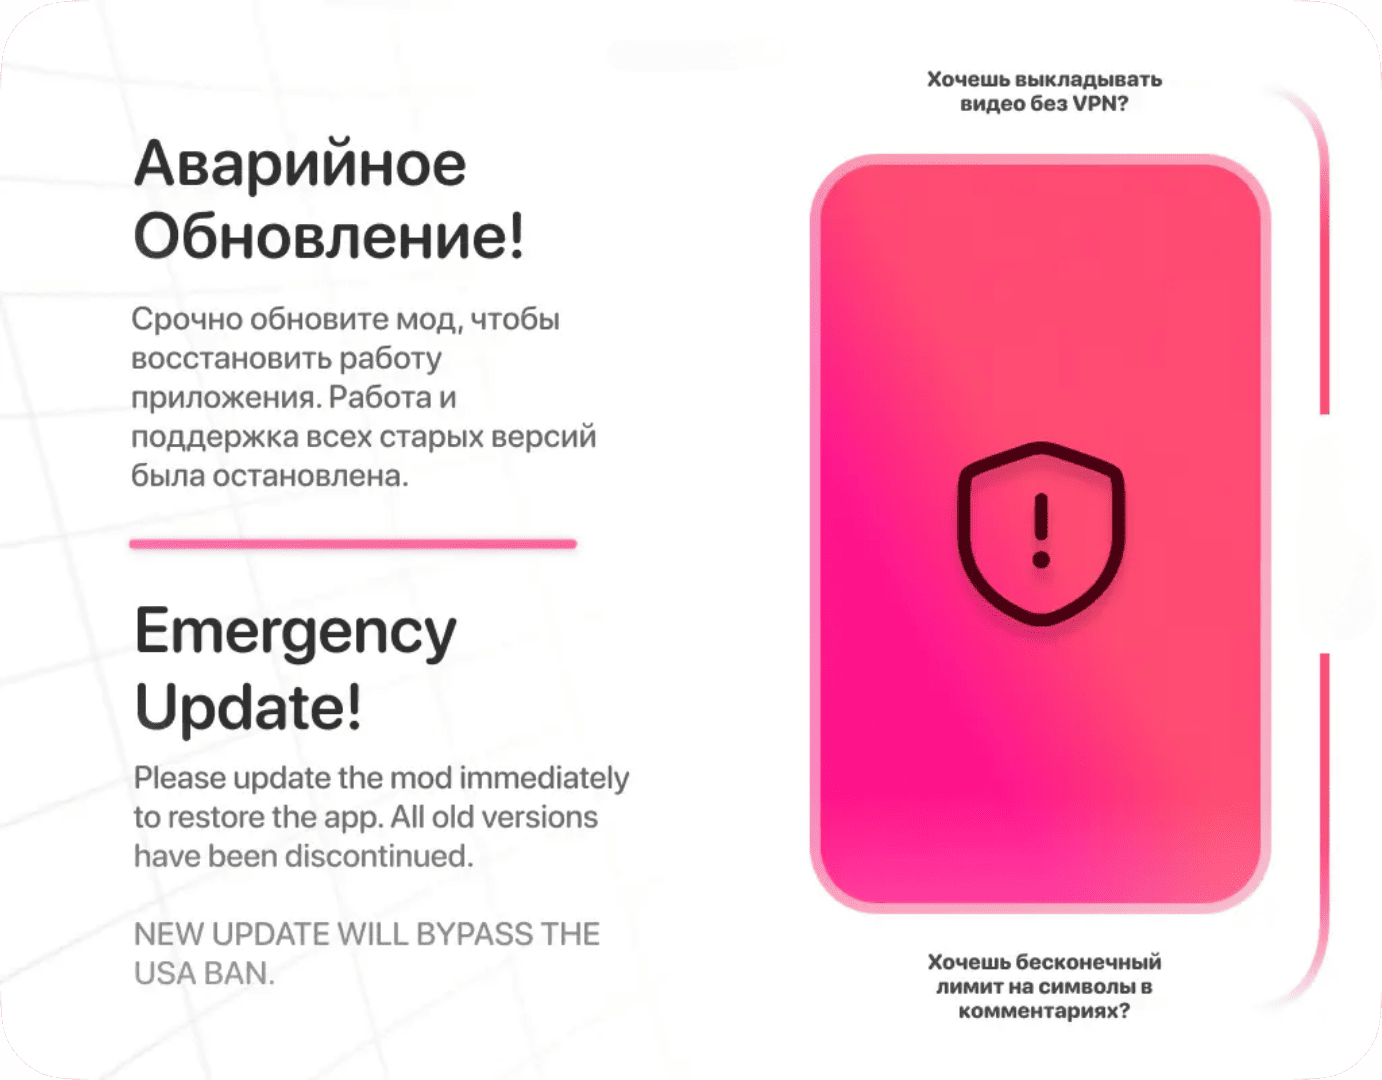 Аварийное
Обновление!
Срочно обновите мод, чтобы
восстановить работу
приложения. Работа и
поддержка всех старых версий
была остановлена.
Emergency
Update!
Please update the mod immediately
to restore the app. All old versions
have been discontinued.
NEW UPDATE WILL BYPASS THE
USA BAN.
Хочешь выкладывать
видео без VPN?
Хочешь бесконечный
лимит на символы в
комментариях?